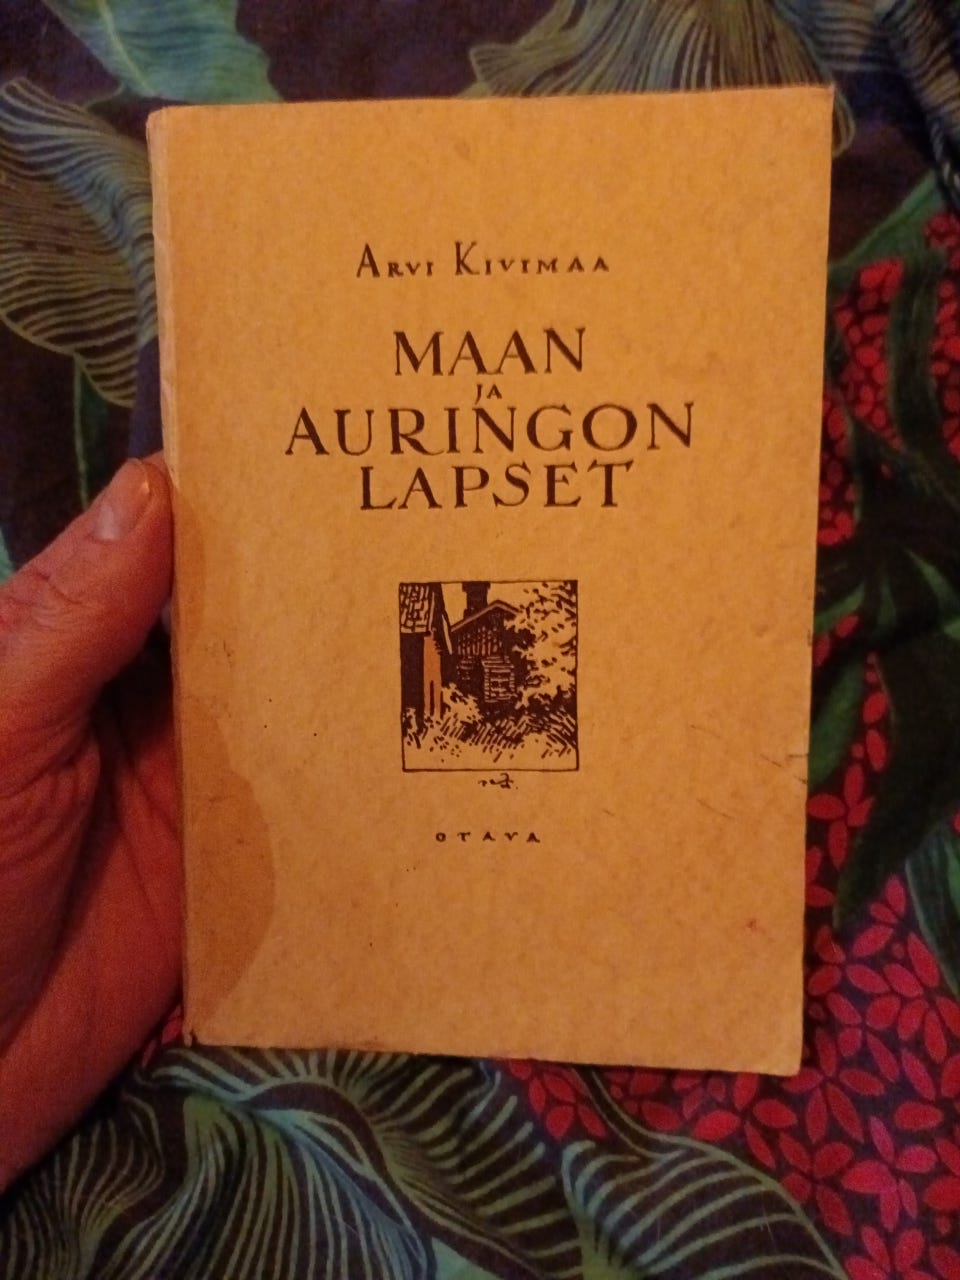 ARVI KIVIMAA
MAAN
JA
AURINGON
LAPSET
OTAVA